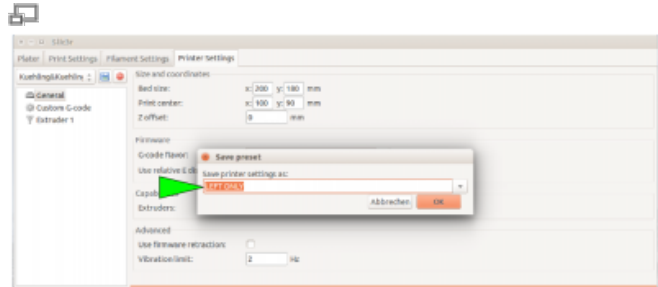 Slic3r
Plater Print Settings Filament Settings Printer Settings
Kuehling&Kuehling
Size and coordinates
Bed size: x: 200 y: 180 mm
General
Print center: x: 100 y: 90 mm
Custom G-code
Z offset: 0 mm
Extruder 1
Firmware
G-code flavor:
Save preset
Use relative E di
Save printer settings as:
LEFT ONLY
Capab
Abbrechen OK
Extruders:
Advanced
Use firmware retraction:
Vibration limit: 2 Hz